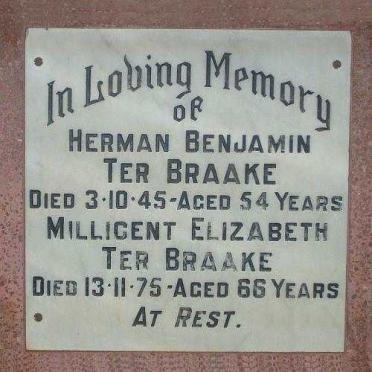 In Loving Memory
OF
HERMAN BENJAMIN
TER BRAAKE
DIED 3·10·45-AGED 54 YEARS
MILLICENT ELIZABETH
TER BRAAKE
DIED 13·11·75-AGED 66 YEARS
AT REST.